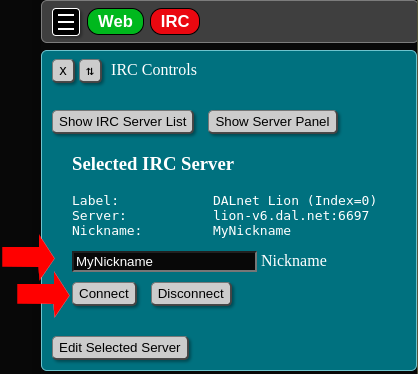 Web IRC
x ⇅ IRC Controls
Show IRC Server List Show Server Panel
Selected IRC Server
Label: DALnet Lion (Index=0)
Server: lion-v6.dal.net:6697
Nickname: MyNickname
MyNickname Nickname
Connect Disconnect
Edit Selected Server